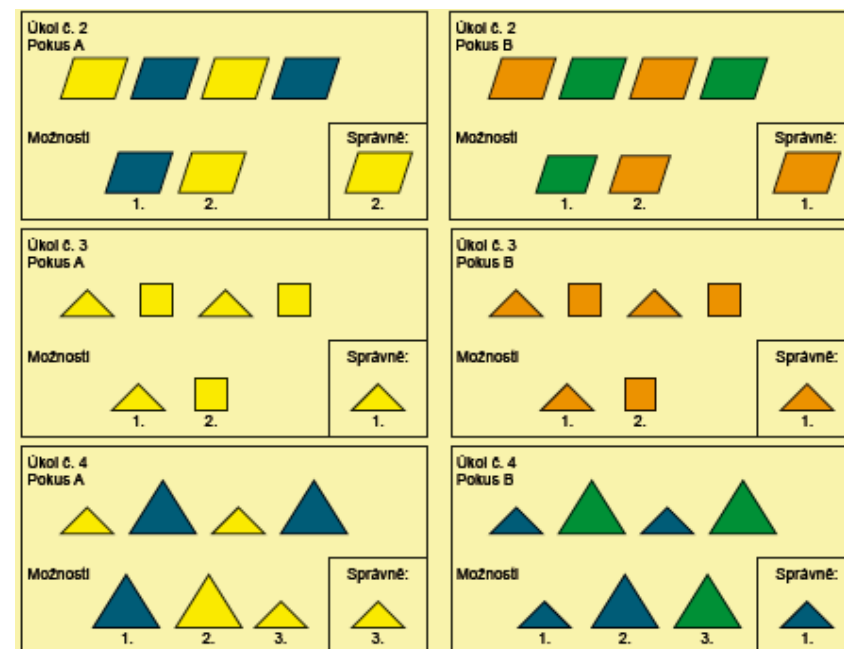 Úkol č. 2
Pokus A
Možnosti
Správně:
1. 2.
2.
Úkol č. 2
Pokus B
Možnosti
Správně:
1. 2.
1.
Úkol č. 3
Pokus A
Možnosti
Správně:
1. 2.
1.
Úkol č. 3
Pokus B
Možnosti
Správně:
1. 2.
1.
Úkol č. 4
Pokus A
Možnosti
Správně:
1. 2. 3.
3.
Úkol č. 4
Pokus B
Možnosti
Správně:
1. 2. 3.
1.